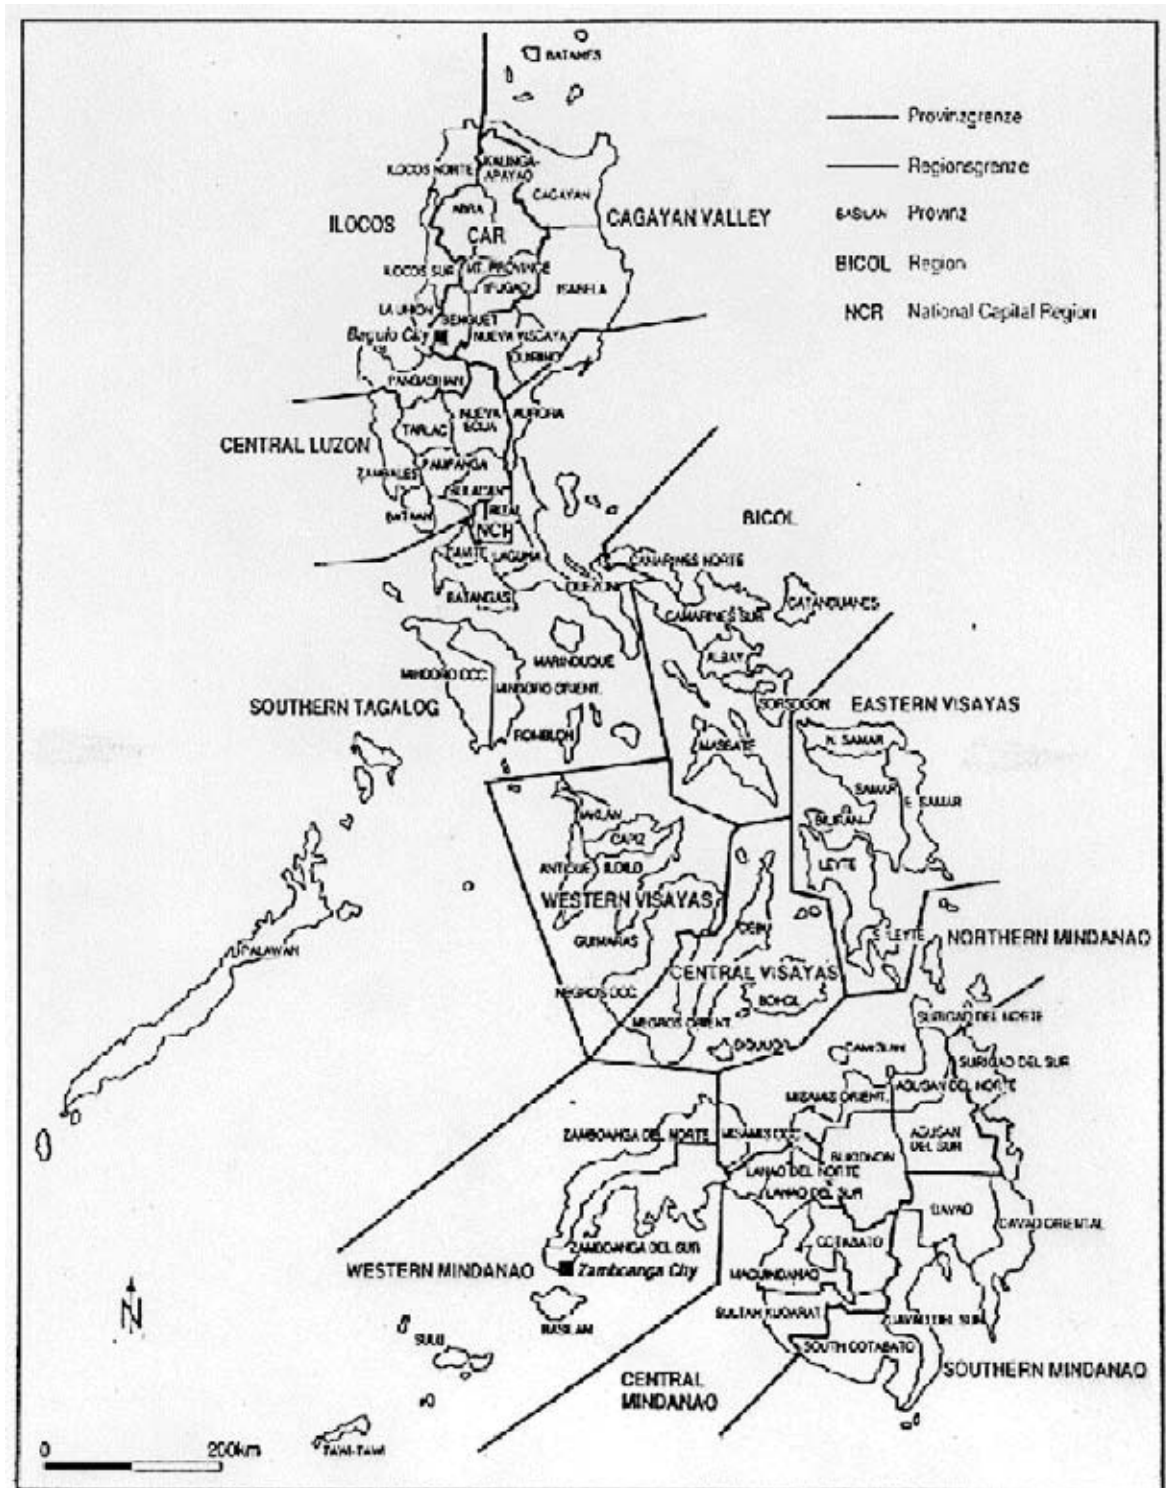 BATANES
Provinzgrenze
Regionsgrenze
BASILAN Provinz
BICOL Region
NCR National Capital Region
ILOCOS NORTE
KALINGA-
APAYAO
CAGAYAN
ABRA
ILOCOS
CAR
CAGAYAN VALLEY
ILOCOS SUR
MT. PROVINCE
IFUGAO
ISABELA
LA UNION
BENGUET
Baguio City
NUEVA VISCAYA
QUIRINO
PANGASINAN
NUEVA
ECIJA
AURORA
TARLAC
CENTRAL LUZON
PAMPANGA
ZAMBALES
BULACAN
BATAAN
RIZAL
NCR
BICOL
CAVITE
LAGUNA
CAMARINES NORTE
QUEZON
BATANGAS
CATANDUANES
CAMARINES SUR
ALBAY
MARINDUQUE
MINDORO OCC.
MINDORO ORIENT.
SORSOGON
SOUTHERN TAGALOG
EASTERN VISAYAS
ROMBLON
MASBATE
N. SAMAR
SAMAR
E. SAMAR
AKLAN
BILIRAN
CAPIZ
ANTIQUE
ILOILO
LEYTE
WESTERN VISAYAS
CEBU
S. LEYTE
GUIMARAS
NORTHERN MINDANAO
PALAWAN
CENTRAL VISAYAS
NEGROS OCC.
BOHOL
NEGROS ORIENT.
SURIGAO DEL NORTE
CAMIGUIN
SURIGAO DEL SUR
AGUSAN DEL NORTE
MISAMIS ORIENT.
ZAMBOANGA DEL NORTE
MISAMIS OCC.
AGUSAN
DEL SUR
BUKIDNON
LANAO DEL NORTE
LANAO DEL SUR
DAVAO
DAVAO ORIENTAL
COTABATO
ZAMBOANGA DEL SUR
WESTERN MINDANAO
Zamboanga City
MAGUINDANAO
SULTAN KUDARAT
BASILAN
DAVAO DEL SUR
SULU
SOUTH COTABATO
SOUTHERN MINDANAO
CENTRAL
MINDANAO
N
0 200km
TAWI-TAWI